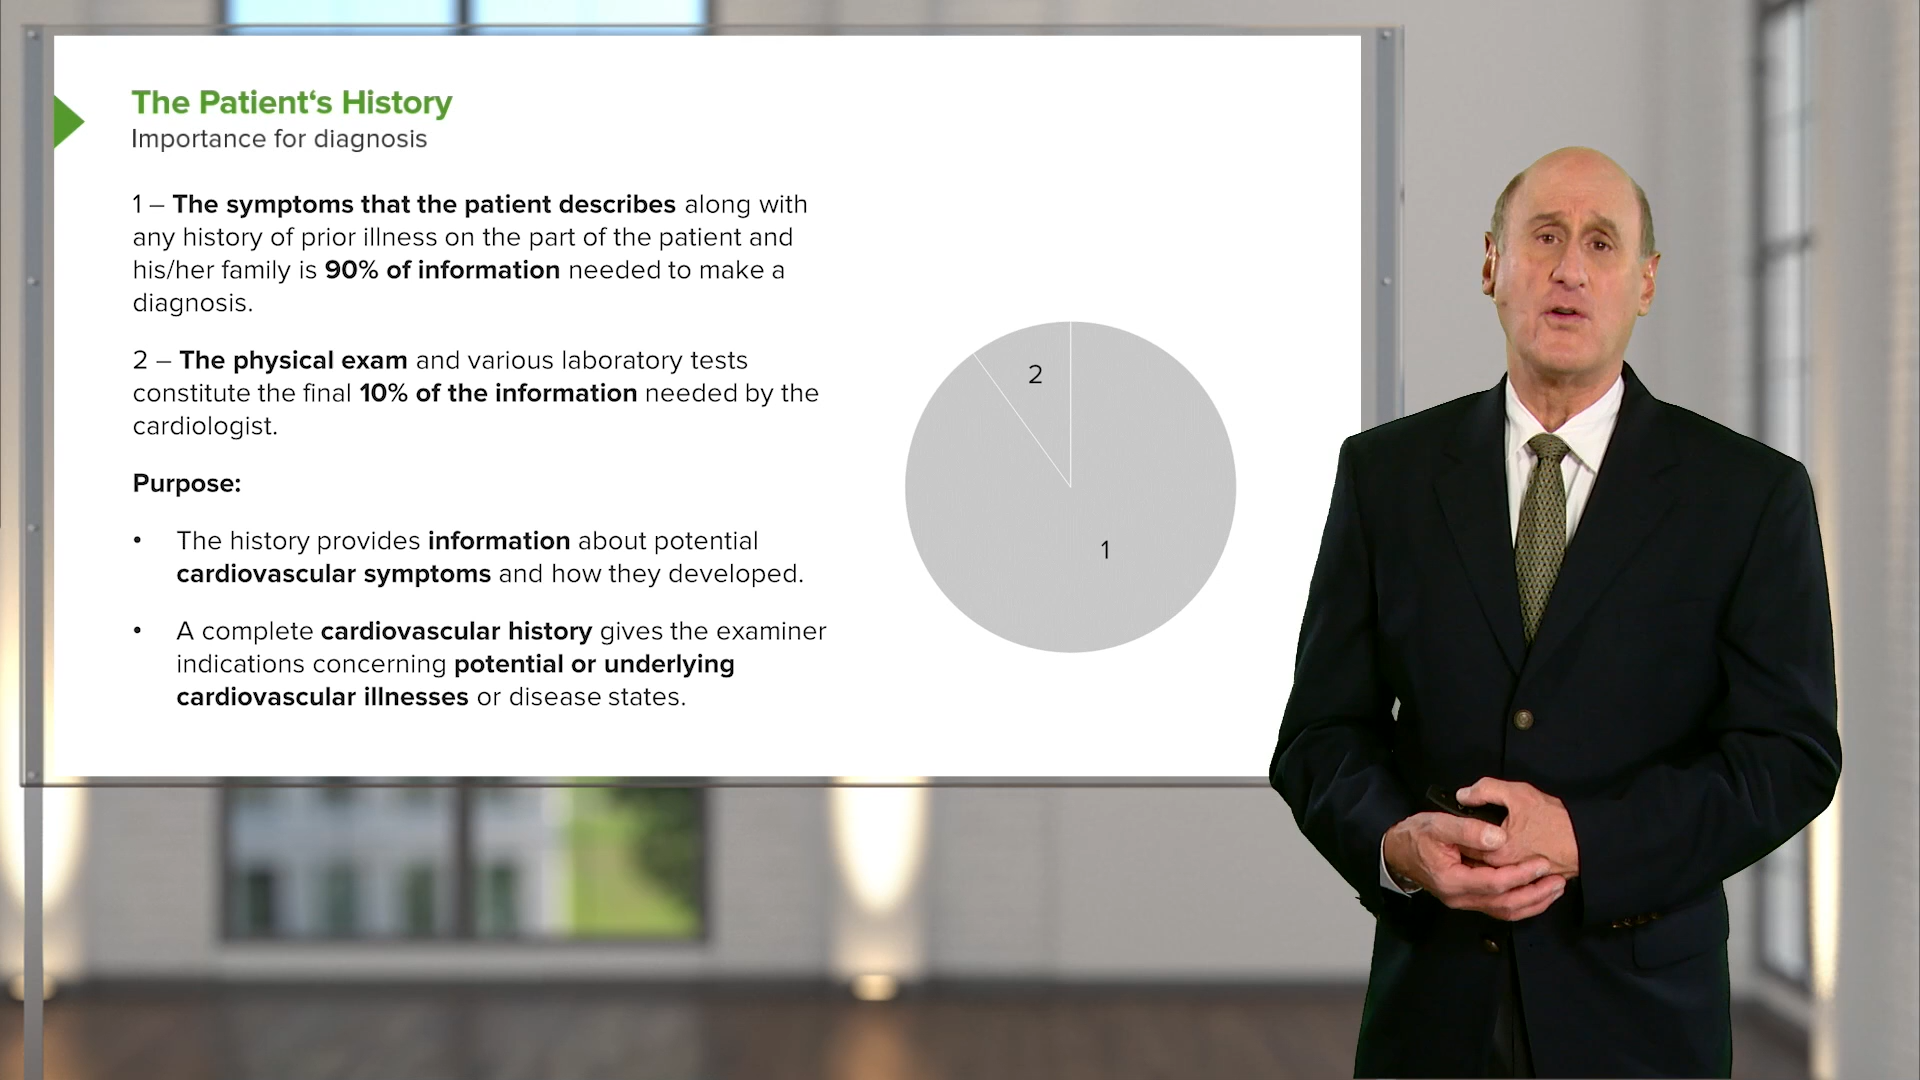 The Patient‘s History
Importance for diagnosis
1 – The symptoms that the patient describes along with
any history of prior illness on the part of the patient and
his/her family is 90% of information needed to make a
diagnosis.
2 – The physical exam and various laboratory tests
constitute the final 10% of the information needed by the
cardiologist.
Purpose:
• The history provides information about potential
cardiovascular symptoms and how they developed.
• A complete cardiovascular history gives the examiner
indications concerning potential or underlying
cardiovascular illnesses or disease states.
2
1